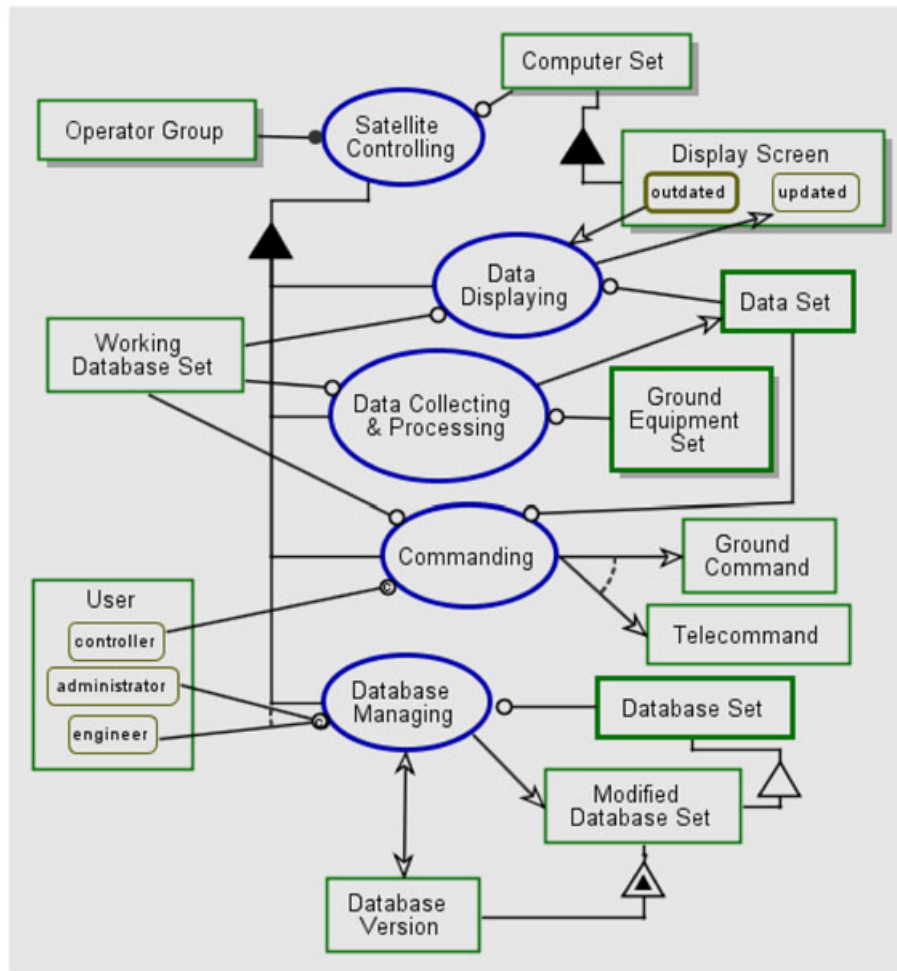 Computer Set
Operator Group
Satellite
Controlling
Display Screen
outdated
updated
Data
Displaying
Data Set
Working
Database Set
Data Collecting
& Processing
Ground
Equipment
Set
Commanding
Ground
Command
User
controller
c
Telecommand
administrator
engineer
Database
Managing
c
Database Set
Modified
Database Set
Database
Version